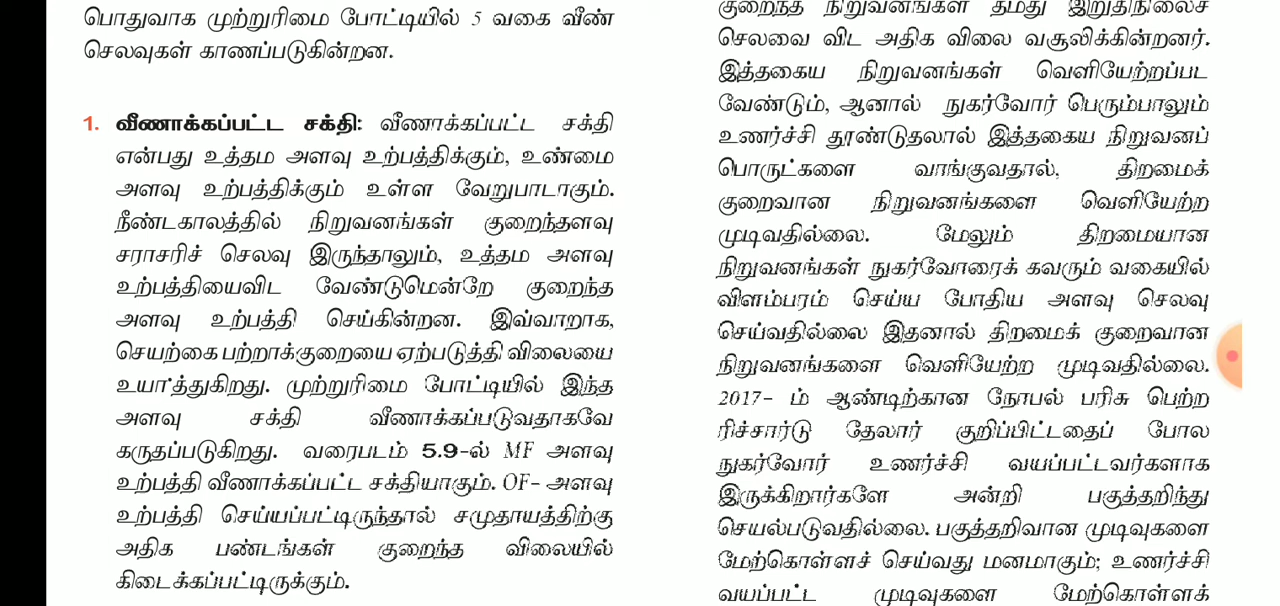 பொதுவாக முற்றுரிமை போட்டியில் 5 வகை வீண்
செலவுகள் காணப்படுகின்றன.
1. வீணாக்கப்பட்ட சக்தி: வீணாக்கப்பட்ட சக்தி
என்பது உத்தம அளவு உற்பத்திக்கும், உண்மை
அளவு உற்பத்திக்கும் உள்ள வேறுபாடாகும்.
நீண்டகாலத்தில் நிறுவனங்கள் குறைந்தளவு
சராசரிச் செலவு இருந்தாலும், உத்தம அளவு
உற்பத்தியைவிட வேண்டுமென்றே குறைந்த
அளவு உற்பத்தி செய்கின்றன. இவ்வாறாக,
செயற்கை பற்றாக்குறையை ஏற்படுத்தி விலையை
உயர்த்துகிறது. முற்றுரிமை போட்டியில் இந்த
அளவு சக்தி வீணாக்கப்படுவதாகவே
கருதப்படுகிறது. வரைபடம் 5.9-ல் MF அளவு
உற்பத்தி வீணாக்கப்பட்ட சக்தியாகும். OF- அளவு
உற்பத்தி செய்யப்பட்டிருந்தால் சமுதாயத்திற்கு
அதிக பண்டங்கள் குறைந்த விலையில்
கிடைக்கப்பட்டிருக்கும்.
குறைந்த நிறுவனங்கள் தமது இறுதிநிலைச்
செலவை விட அதிக விலை வசூலிக்கின்றனர்.
இத்தகைய நிறுவனங்கள் வெளியேற்றப்பட
வேண்டும், ஆனால் நுகர்வோர் பெரும்பாலும்
உணர்ச்சி தூண்டுதலால் இத்தகைய நிறுவனப்
பொருட்களை வாங்குவதால், திறமைக்
குறைவான நிறுவனங்களை வெளியேற்ற
முடிவதில்லை. மேலும் திறமையான
நிறுவனங்கள் நுகர்வோரைக் கவரும் வகையில்
விளம்பரம் செய்ய போதிய அளவு செலவு
செய்வதில்லை இதனால் திறமைக் குறைவான
நிறுவனங்களை வெளியேற்ற முடிவதில்லை.
2017- ம் ஆண்டிற்கான நோபல் பரிசு பெற்ற
ரிச்சார்டு தேலார் குறிப்பிட்டதைப் போல
நுகர்வோர் உணர்ச்சி வயப்பட்டவர்களாக
இருக்கிறார்களே அன்றி பகுத்தறிந்து
செயல்படுவதில்லை. பகுத்தறிவான முடிவுகளை
மேற்கொள்ளச் செய்வது மனமாகும்; உணர்ச்சி
வயப்பட்ட முடிவுகளை மேற்கொள்ளக்